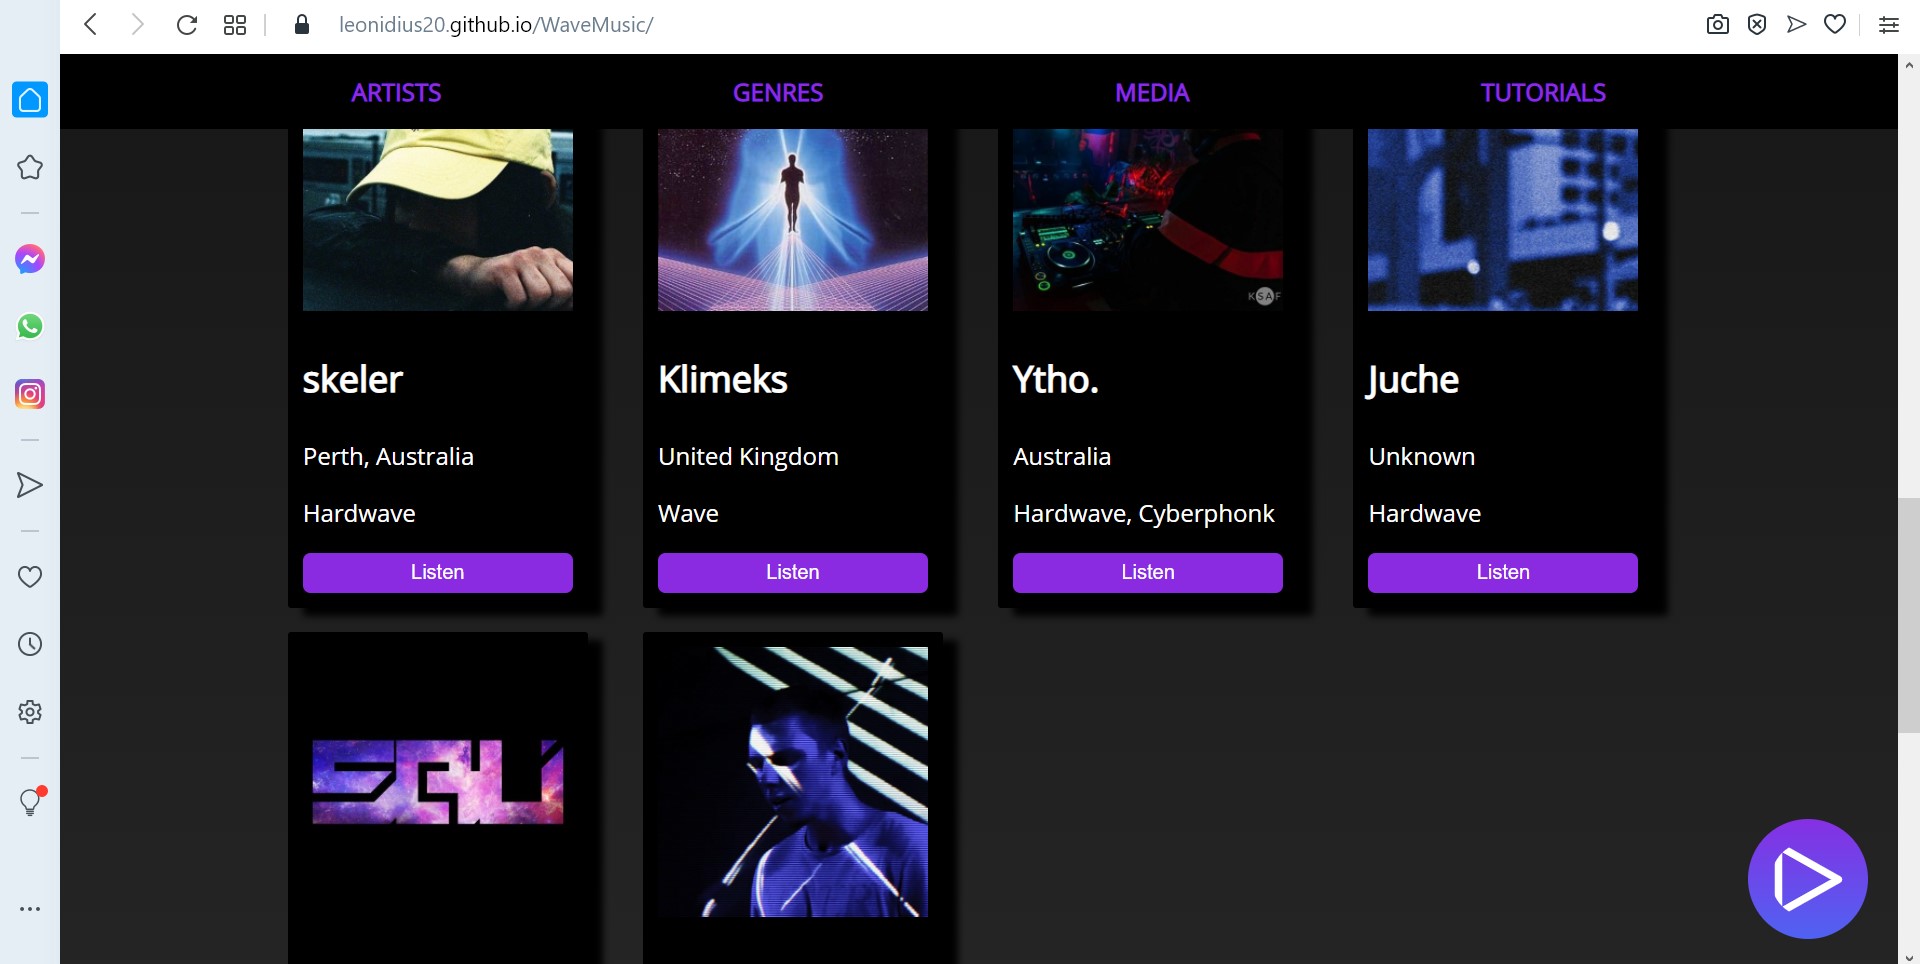 leonidius20.github.io/WaveMusic/
ARTISTS GENRES MEDIA TUTORIALS
KSAF
skeler Klimeks Ytho. Juche
Perth, Australia United Kingdom Australia Unknown
Hardwave Wave Hardwave, Cyberphonk Hardwave
Listen Listen Listen Listen